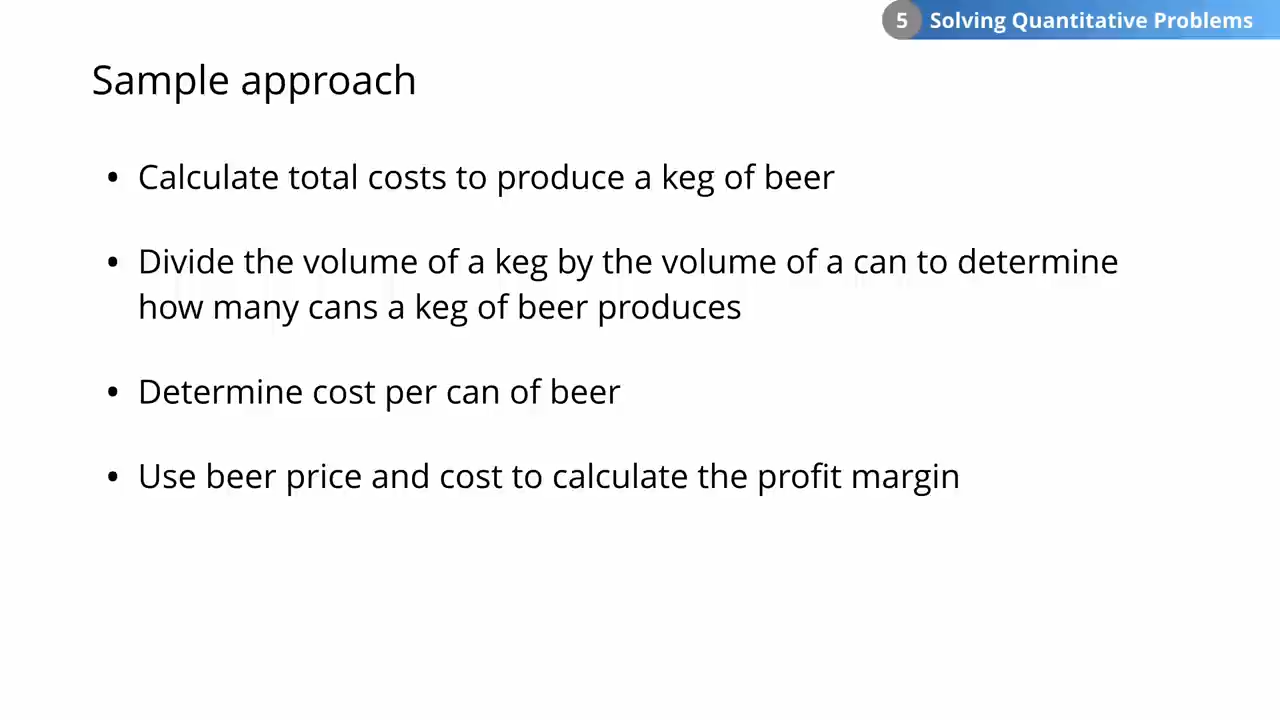 5 Solving Quantitative Problems
Sample approach
• Calculate total costs to produce a keg of beer
• Divide the volume of a keg by the volume of a can to determine
how many cans a keg of beer produces
• Determine cost per can of beer
• Use beer price and cost to calculate the profit margin